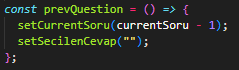 const prevQuestion = () => {
  setCurrentSoru(currentSoru - 1);
  setSecilenCevap("");
};